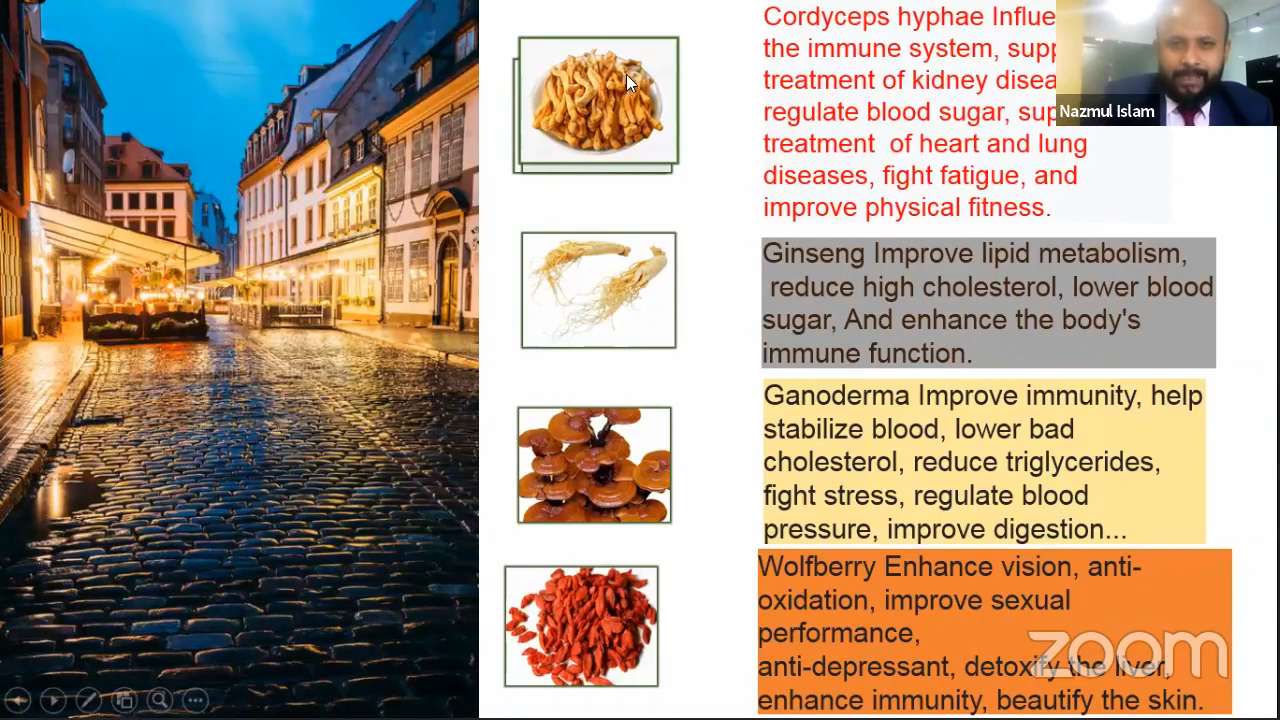 Cordyceps hyphae Influe
the immune system, supp
treatment of kidney disea
regulate blood sugar, sup
treatment of heart and lung
diseases, fight fatigue, and
improve physical fitness.
Nazmul Islam
Ginseng Improve lipid metabolism,
reduce high cholesterol, lower blood
sugar, And enhance the body's
immune function.
Ganoderma Improve immunity, help
stabilize blood, lower bad
cholesterol, reduce triglycerides,
fight stress, regulate blood
pressure, improve digestion...
Wolfberry Enhance vision, anti-
oxidation, improve sexual
performance,
anti-depressant, detoxify the liver,
enhance immunity, beautify the skin.
zoom